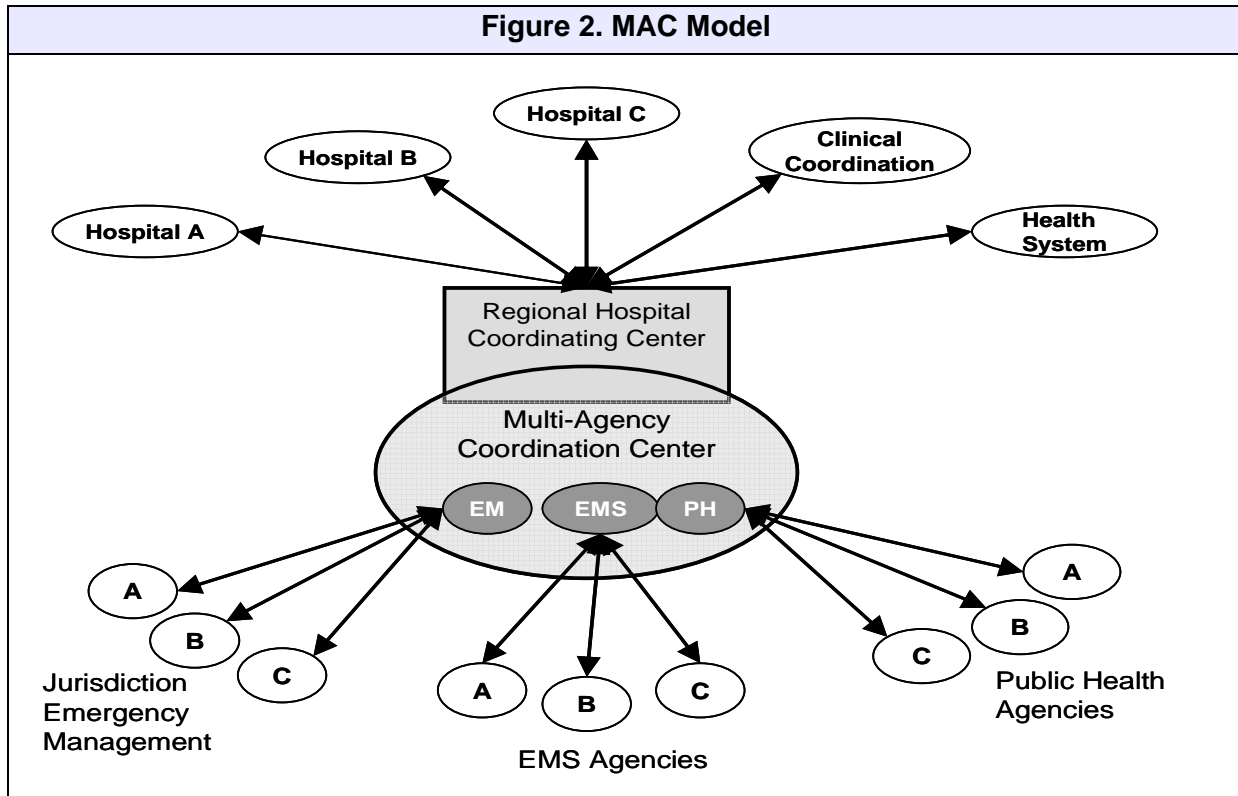 Figure 2. MAC Model
Hospital C
Hospital B
Clinical
Coordination
Hospital A
Health
System
Regional Hospital
Coordinating Center
Multi-Agency
Coordination Center
EM
EMS
PH
A
B
C
Jurisdiction
Emergency
Management
A
B
C
EMS Agencies
A
B
C
Public Health
Agencies